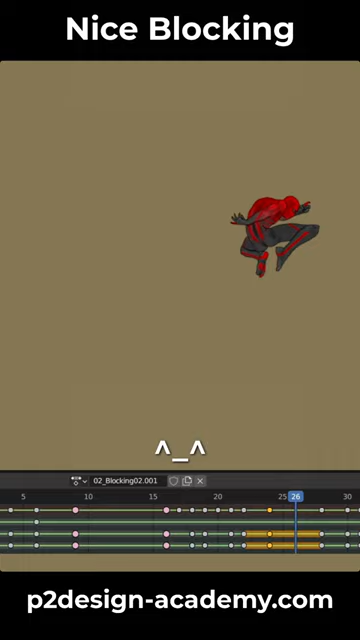 Nice Blocking
^_^
02_Blocking02.001
5 10 15 20 25 26 30
p2design-academy.com